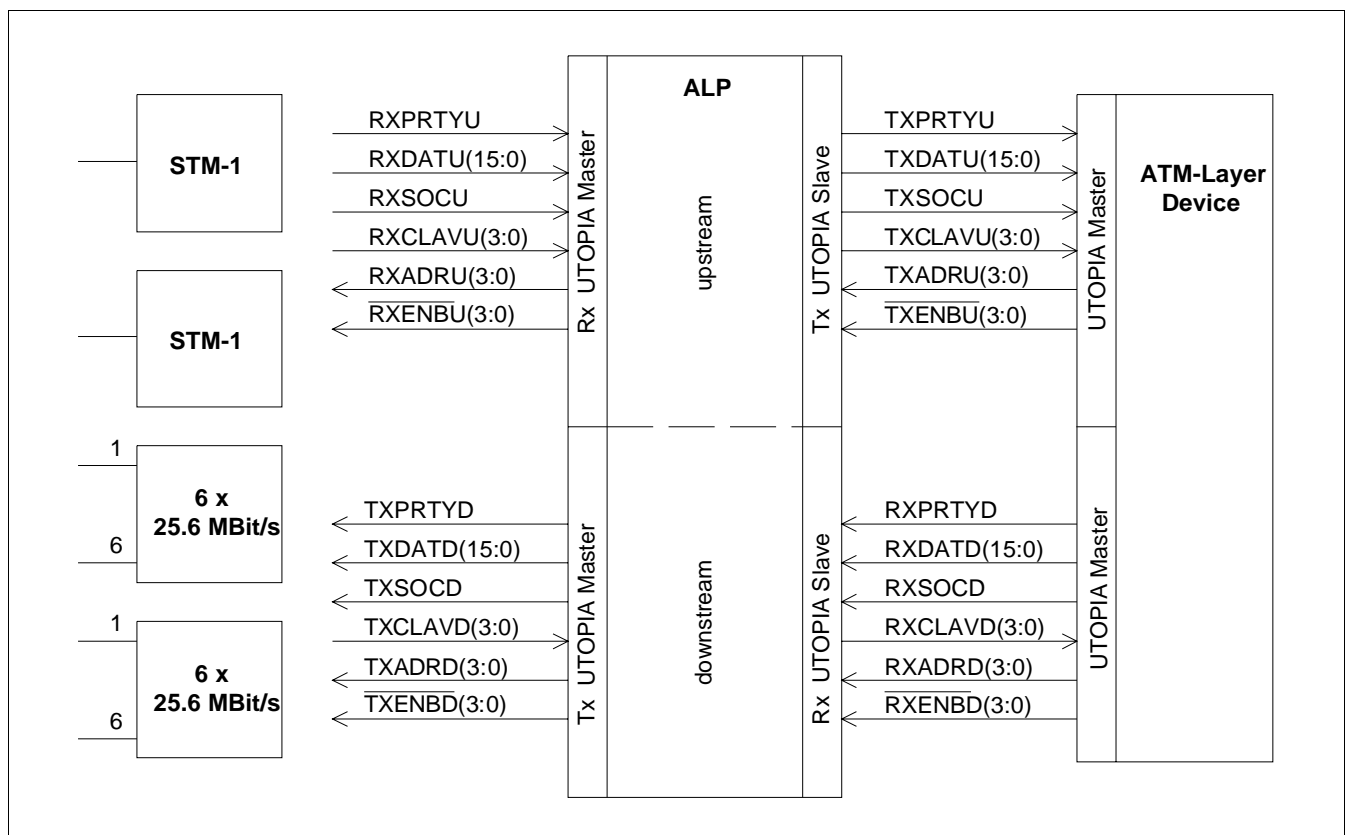 STM-1
STM-1
1
6 x
25.6 MBit/s
6
1
6 x
25.6 MBit/s
6
RXPRTYU
RXDATU(15:0)
RXSOCU
RXCLAVU(3:0)
RXADRU(3:0)
RXENBU(3:0)
TXPRTYD
TXDATD(15:0)
TXSOCD
TXCLAVD(3:0)
TXADRD(3:0)
TXENBD(3:0)
Rx UTOPIA Master
Tx UTOPIA Master
ALP
upstream
downstream
Tx UTOPIA Slave
Rx UTOPIA Slave
TXPRTYU
TXDATU(15:0)
TXSOCU
TXCLAVU(3:0)
TXADRU(3:0)
TXENBU(3:0)
RXPRTYD
RXDATD(15:0)
RXSOCD
RXCLAVD(3:0)
RXADRD(3:0)
RXENBD(3:0)
UTOPIA Master
UTOPIA Master
ATM-Layer
Device